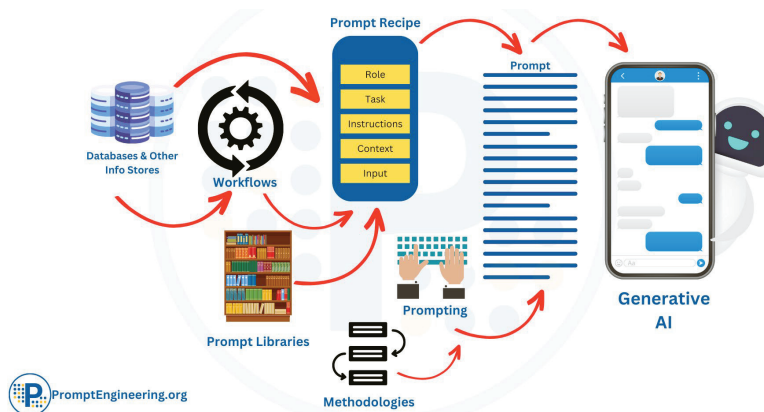 Prompt Recipe
Role
Task
Instructions
Context
Input
Prompt
Databases & Other
Info Stores
Workflows
Prompt Libraries
Prompting
Methodologies
Aa
Generative
AI
P
PromptEngineering.org